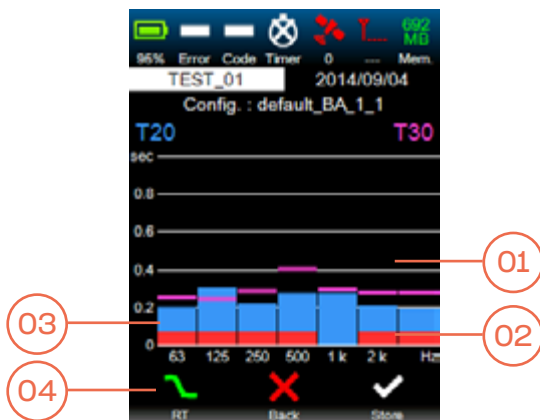 692
MB
96% Error Code Timer 0 --- Mem.
TEST_01 2014/09/04
Config. : default_BA_1_1
T20 T30
sec
0.8
0.6
0.4
01
0.2
03
02
0
63 125 250 500 1 k 2 k Hz
04
RT Back Store